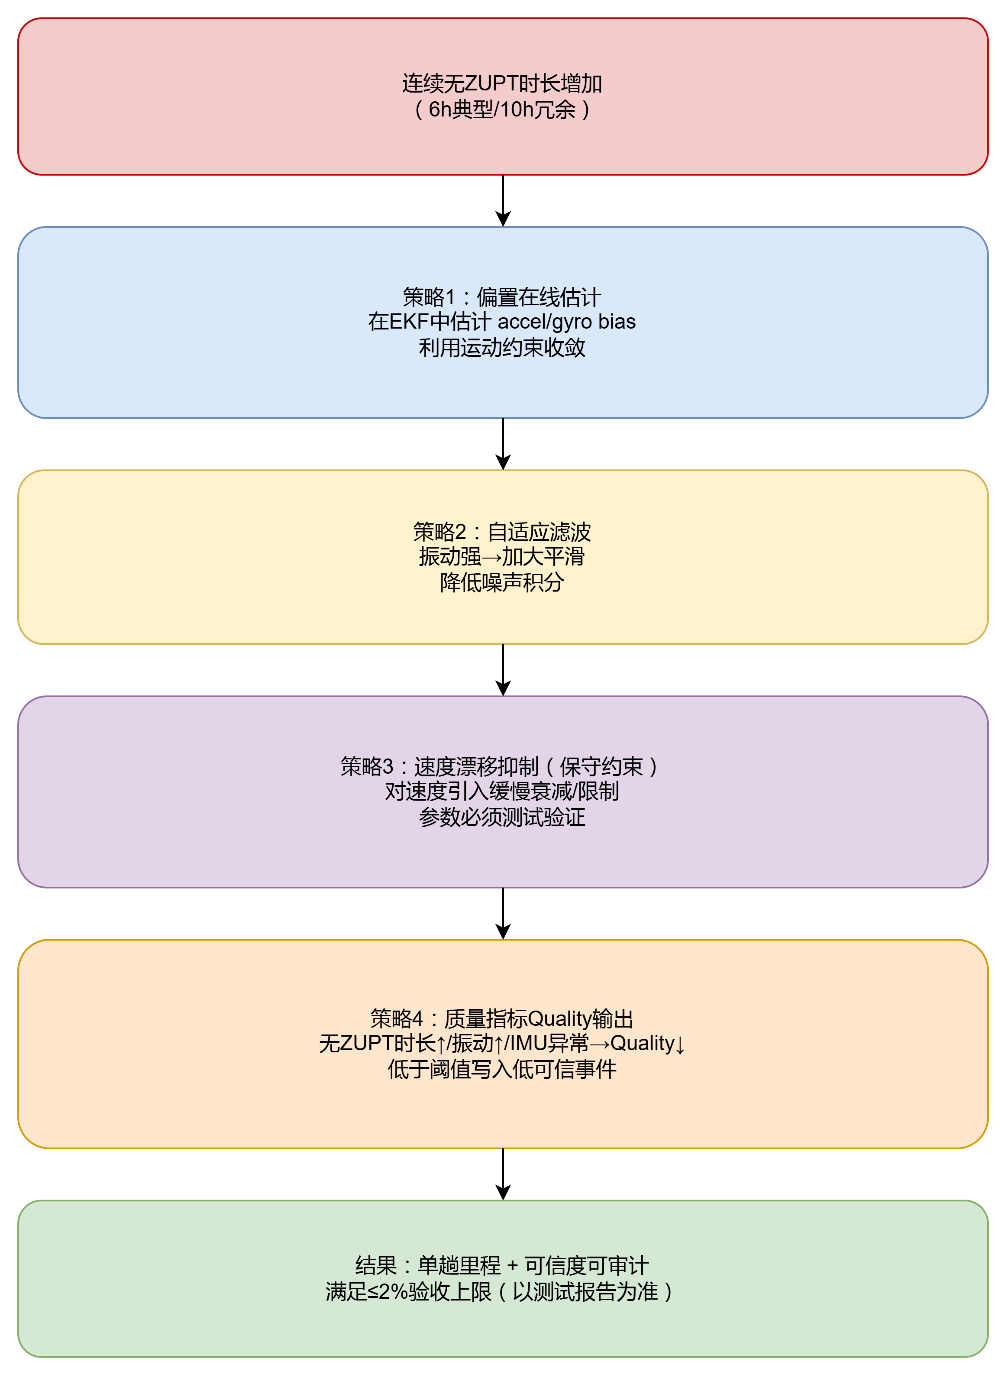 连续无ZUPT时长增加
（6h典型/10h冗余）
策略1：偏置在线估计
在EKF中估计 accel/gyro bias
利用运动约束收敛
策略2：自适应滤波
振动强→加大平滑
降低噪声积分
策略3：速度漂移抑制（保守约束）
对速度引入缓慢衰减/限制
参数必须测试验证
策略4：质量指标Quality输出
无ZUPT时长↑/振动↑/IMU异常→Quality↓
低于阈值写入低可信事件
结果：单趟里程 + 可信度可审计
满足≤2%验收上限（以测试报告为准）